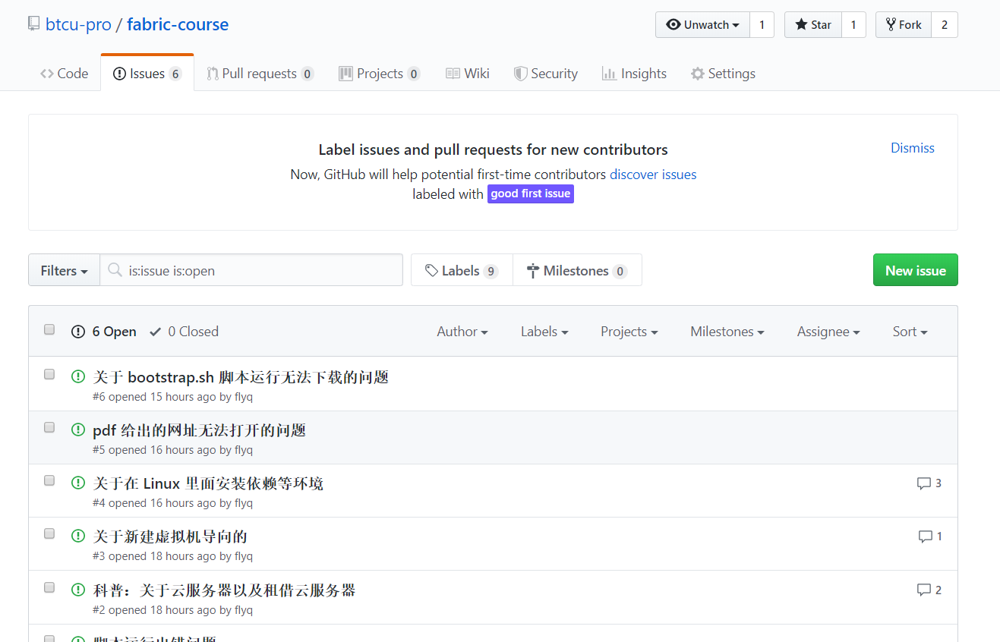 btcu-pro / fabric-course
Unwatch 1 Star 1 Fork 2
Code Issues 6 Pull requests 0 Projects 0 Wiki Security Insights Settings
Label issues and pull requests for new contributors
Dismiss
Now, GitHub will help potential first-time contributors discover issues
labeled with good first issue
Filters is:issue is:open Labels 9 Milestones 0 New issue
6 Open 0 Closed Author Labels Projects Milestones Assignee Sort
关于 bootstrap.sh 脚本运行无法下载的问题
#6 opened 15 hours ago by flyq
pdf 给出的网址无法打开的问题
#5 opened 16 hours ago by flyq
关于在 Linux 里面安装依赖等环境 3
#4 opened 16 hours ago by flyq
关于新建虚拟机导向的 1
#3 opened 18 hours ago by flyq
科普：关于云服务器以及租借云服务器 2
#2 opened 18 hours ago by flyq
脚本运行出错问题